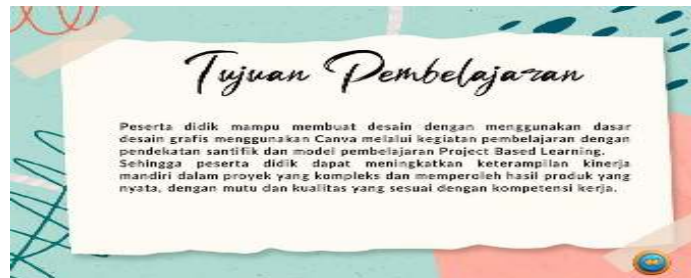 Tujuan Pembelajaran
Peserta didik mampu membuat desain dengan menggunakan dasar
desain grafis menggunakan Canva melalui kegiatan pembelajaran dengan
pendekatan santifik dan model pembelajaran Project Based Learning.
Sehingga peserta didik dapat meningkatkan keterampilan kinerja
mandiri dalam proyek yang kompleks dan memperoleh hasil produk yang
nyata, dengan mutu dan kualitas yang sesuai dengan kompetensi kerja.